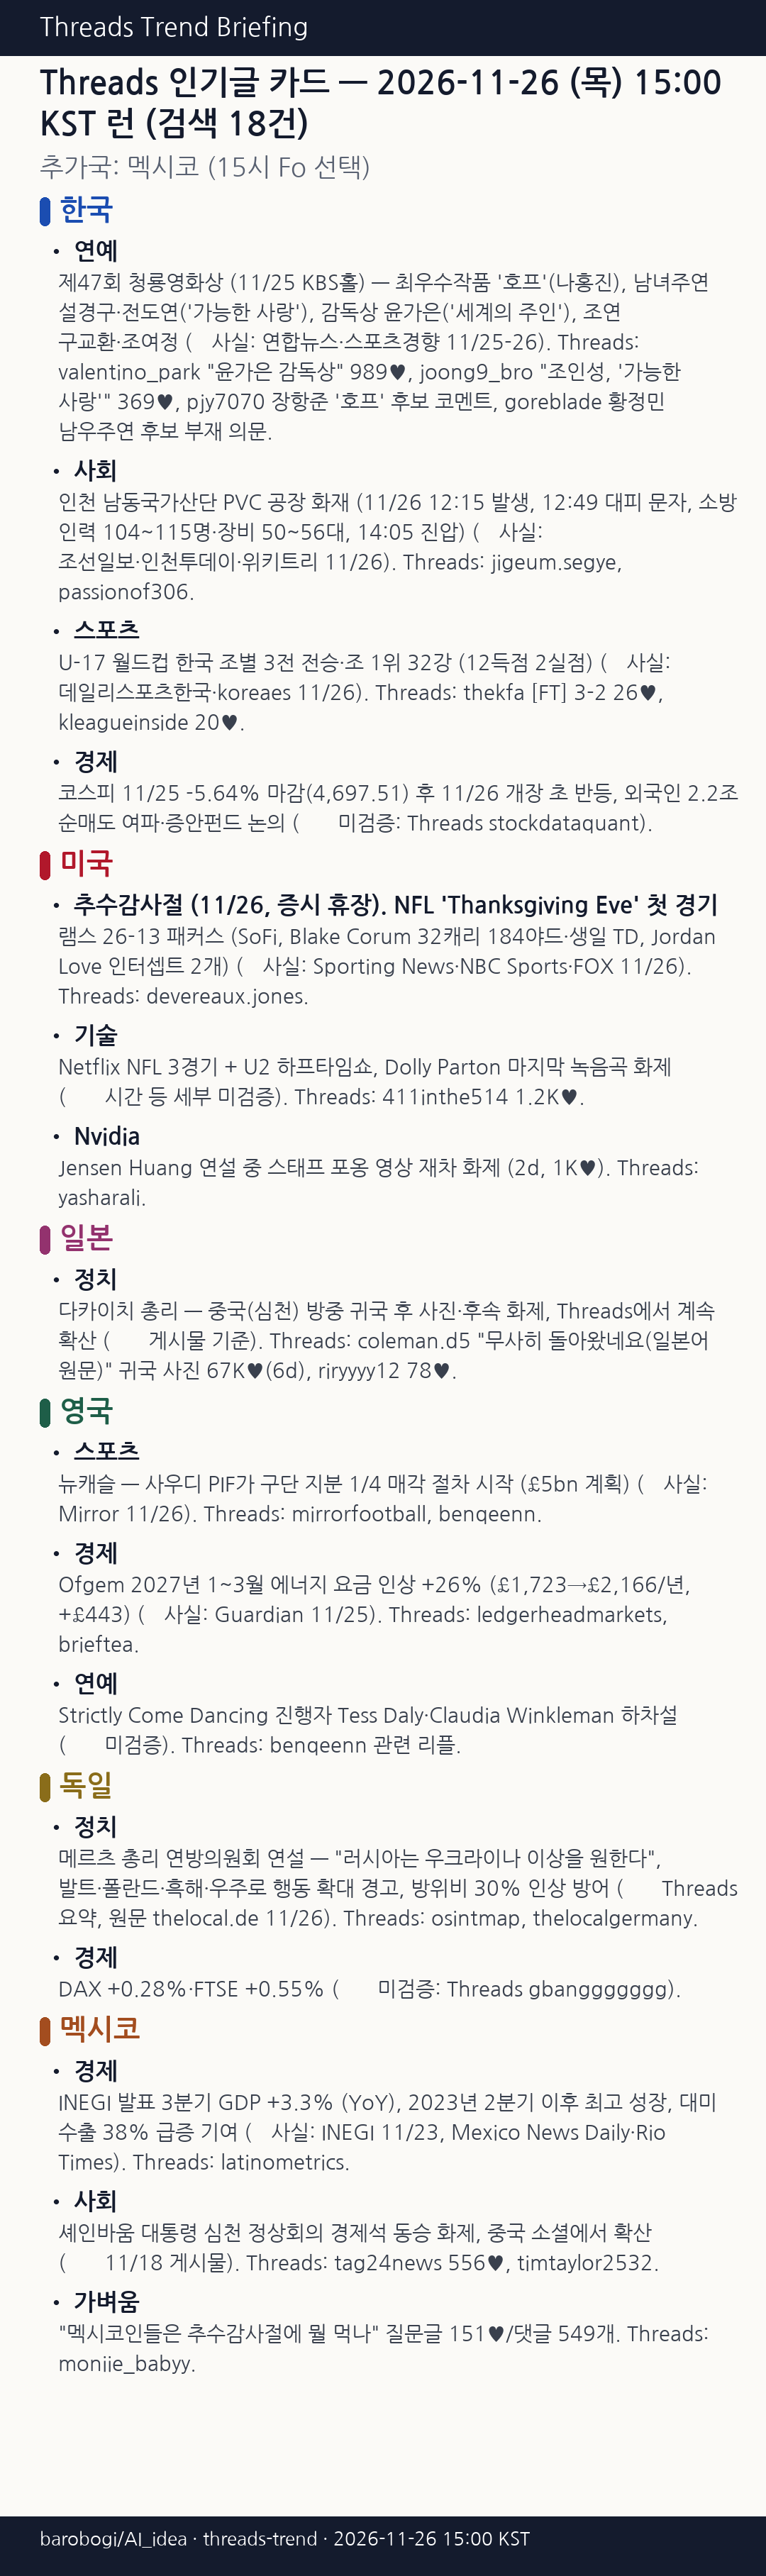 Threads Trend Briefing
Threads 인기글 카드 — 2026-11-26 (목) 15:00
KST 런 (검색 18건)
추가국: 멕시코 (15시 Fo 선택)
한국
• 연예
제47회 청룡영화상 (11/25 KBS홀) — 최우수작품 '호프'(나홍진), 남녀주연
설경구·전도연('가능한 사랑'), 감독상 윤가은('세계의 주인'), 조연
구교환·조여정 ( 사실: 연합뉴스·스포츠경향 11/25-26). Threads:
valentino_park "윤가은 감독상" 989♥, joong9_bro "조인성, '가능한
사랑'" 369♥, pjy7070 장항준 '호프' 후보 코멘트, goreblade 황정민
남우주연 후보 부재 의문.
• 사회
인천 남동국가산단 PVC 공장 화재 (11/26 12:15 발생, 12:49 대피 문자, 소방
인력 104~115명·장비 50~56대, 14:05 진압) ( 사실:
조선일보·인천투데이·위키트리 11/26). Threads: jigeum.segye,
passionof306.
• 스포츠
U-17 월드컵 한국 조별 3전 전승·조 1위 32강 (12득점 2실점) ( 사실:
데일리스포츠한국·koreaes 11/26). Threads: thekfa [FT] 3-2 26♥,
kleagueinside 20♥.
• 경제
코스피 11/25 -5.64% 마감(4,697.51) 후 11/26 개장 초 반등, 외국인 2.2조
순매도 여파·증안펀드 논의 ( 미검증: Threads stockdataquant).
미국
• 추수감사절 (11/26, 증시 휴장). NFL 'Thanksgiving Eve' 첫 경기
램스 26-13 패커스 (SoFi, Blake Corum 32캐리 184야드·생일 TD, Jordan
Love 인터셉트 2개) ( 사실: Sporting News·NBC Sports·FOX 11/26).
Threads: devereaux.jones.
• 기술
Netflix NFL 3경기 + U2 하프타임쇼, Dolly Parton 마지막 녹음곡 화제
( 시간 등 세부 미검증). Threads: 411inthe514 1.2K♥.
• Nvidia
Jensen Huang 연설 중 스태프 포옹 영상 재차 화제 (2d, 1K♥). Threads:
yasharali.
일본
• 정치
다카이치 총리 — 중국(심천) 방중 귀국 후 사진·후속 화제, Threads에서 계속
확산 ( 게시물 기준). Threads: coleman.d5 "무사히 돌아왔네요(일본어
원문)" 귀국 사진 67K♥(6d), riryyyy12 78♥.
영국
• 스포츠
뉴캐슬 — 사우디 PIF가 구단 지분 1/4 매각 절차 시작 (£5bn 계획) ( 사실:
Mirror 11/26). Threads: mirrorfootball, benqeenn.
• 경제
Ofgem 2027년 1~3월 에너지 요금 인상 +26% (£1,723→£2,166/년,
+£443) ( 사실: Guardian 11/25). Threads: ledgerheadmarkets,
brieftea.
• 연예
Strictly Come Dancing 진행자 Tess Daly·Claudia Winkleman 하차설
( 미검증). Threads: benqeenn 관련 리플.
독일
• 정치
메르츠 총리 연방의원회 연설 — "러시아는 우크라이나 이상을 원한다",
발트·폴란드·흑해·우주로 행동 확대 경고, 방위비 30% 인상 방어 ( Threads
요약, 원문 thelocal.de 11/26). Threads: osintmap, thelocalgermany.
• 경제
DAX +0.28%·FTSE +0.55% ( 미검증: Threads gbanggggggg).
멕시코
• 경제
INEGI 발표 3분기 GDP +3.3% (YoY), 2023년 2분기 이후 최고 성장, 대미
수출 38% 급증 기여 ( 사실: INEGI 11/23, Mexico News Daily·Rio
Times). Threads: latinometrics.
• 사회
셰인바움 대통령 심천 정상회의 경제석 동승 화제, 중국 소셜에서 확산
( 11/18 게시물). Threads: tag24news 556♥, timtaylor2532.
• 가벼움
"멕시코인들은 추수감사절에 뭘 먹나" 질문글 151♥/댓글 549개. Threads:
moniie_babyy.
barobogi/AI_idea · threads-trend · 2026-11-26 15:00 KST